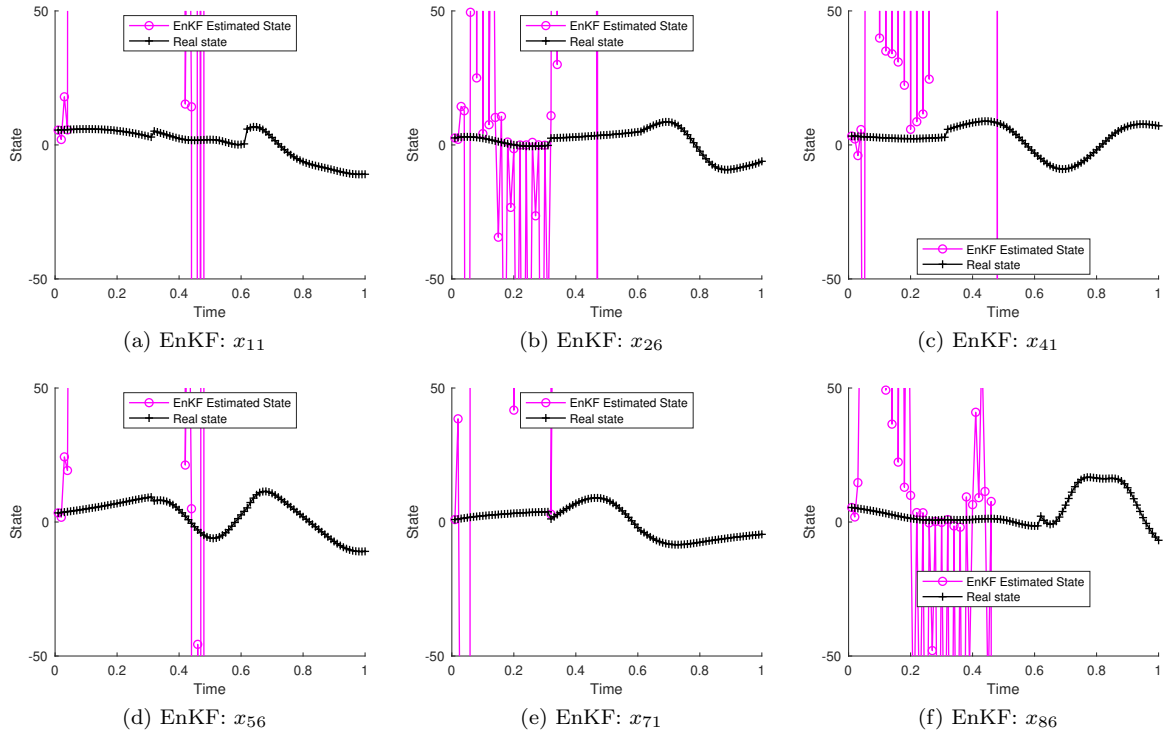 50
EnKF Estimated State
Real state
State
0
-50
0 0.2 0.4 0.6 0.8 1
Time
(a) EnKF: x11
50
EnKF Estimated State
Real state
State
0
-50
0 0.2 0.4 0.6 0.8 1
Time
(b) EnKF: x26
50
State
0
EnKF Estimated State
Real state
-50
0 0.2 0.4 0.6 0.8 1
Time
(c) EnKF: x41
50
EnKF Estimated State
Real state
State
0
-50
0 0.2 0.4 0.6 0.8 1
Time
(d) EnKF: x56
50
EnKF Estimated State
Real state
State
0
-50
0 0.2 0.4 0.6 0.8 1
Time
(e) EnKF: x71
50
State
0
EnKF Estimated State
Real state
-50
0 0.2 0.4 0.6 0.8 1
Time
(f) EnKF: x86